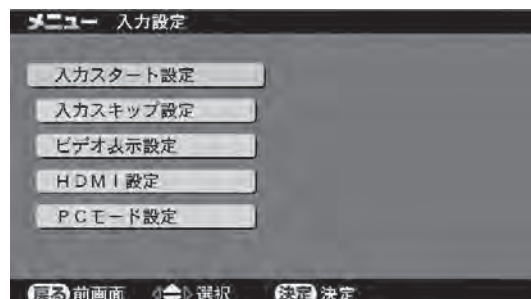 メニュー 入力設定
入力スタート設定
入力スキップ設定
ビデオ表示設定
HDMI設定
PCモード設定
戻る 前画面 選択 決定 決定